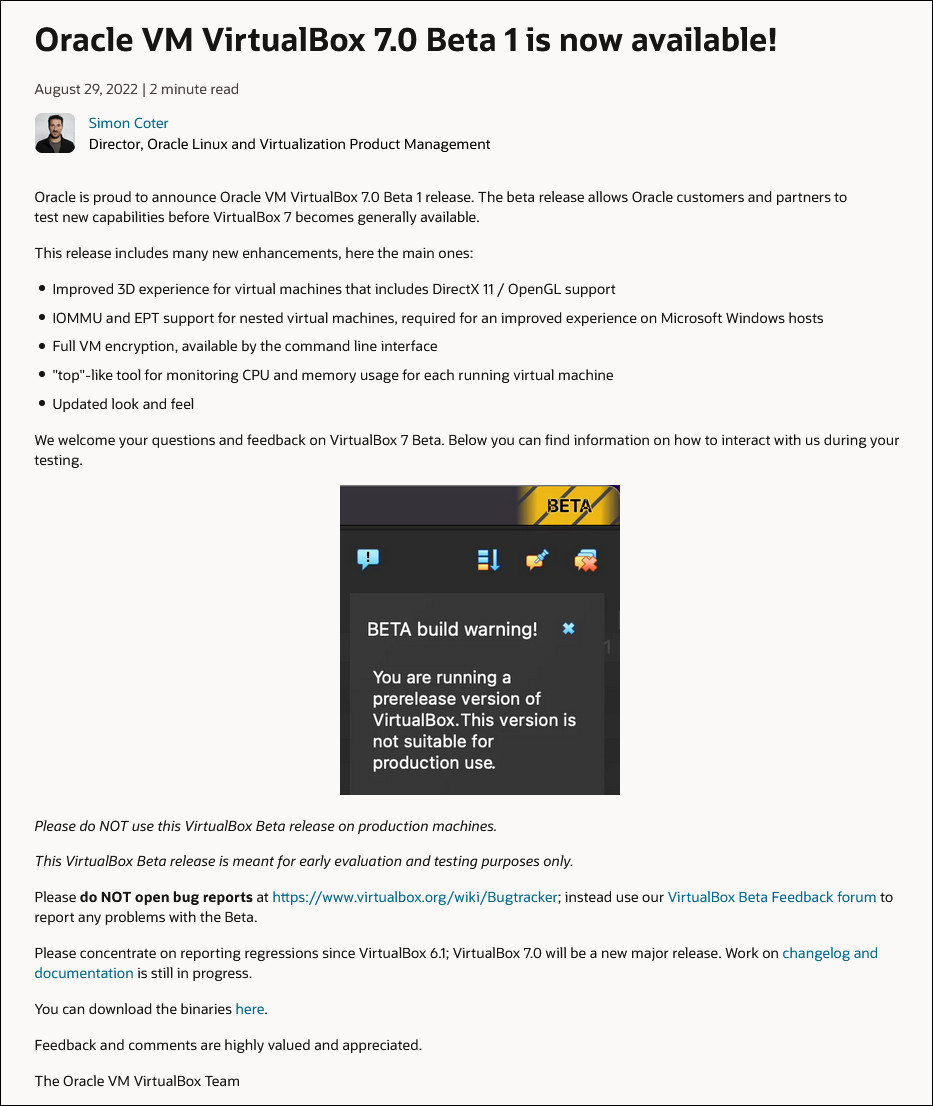 Oracle VM VirtualBox 7.0 Beta 1 is now available!
August 29, 2022 | 2 minute read
Simon Coter
Director, Oracle Linux and Virtualization Product Management
Oracle is proud to announce Oracle VM VirtualBox 7.0 Beta 1 release. The beta release allows Oracle customers and partners to
test new capabilities before VirtualBox 7 becomes generally available.
This release includes many new enhancements, here the main ones:
• Improved 3D experience for virtual machines that includes DirectX 11 / OpenGL support
• IOMMU and EPT support for nested virtual machines, required for an improved experience on Microsoft Windows hosts
• Full VM encryption, available by the command line interface
• "top"-like tool for monitoring CPU and memory usage for each running virtual machine
• Updated look and feel
We welcome your questions and feedback on VirtualBox 7 Beta. Below you can find information on how to interact with us during your
testing.
BETA
BETA build warning!
1
You are running a
prerelease version of
VirtualBox. This version is
not suitable for
production use.
Please do NOT use this VirtualBox Beta release on production machines.
This VirtualBox Beta release is meant for early evaluation and testing purposes only.
Please do NOT open bug reports at https://www.virtualbox.org/wiki/Bugtracker; instead use our VirtualBox Beta Feedback forum to
report any problems with the Beta.
Please concentrate on reporting regressions since VirtualBox 6.1; VirtualBox 7.0 will be a new major release. Work on changelog and
documentation is still in progress.
You can download the binaries here.
Feedback and comments are highly valued and appreciated.
The Oracle VM VirtualBox Team